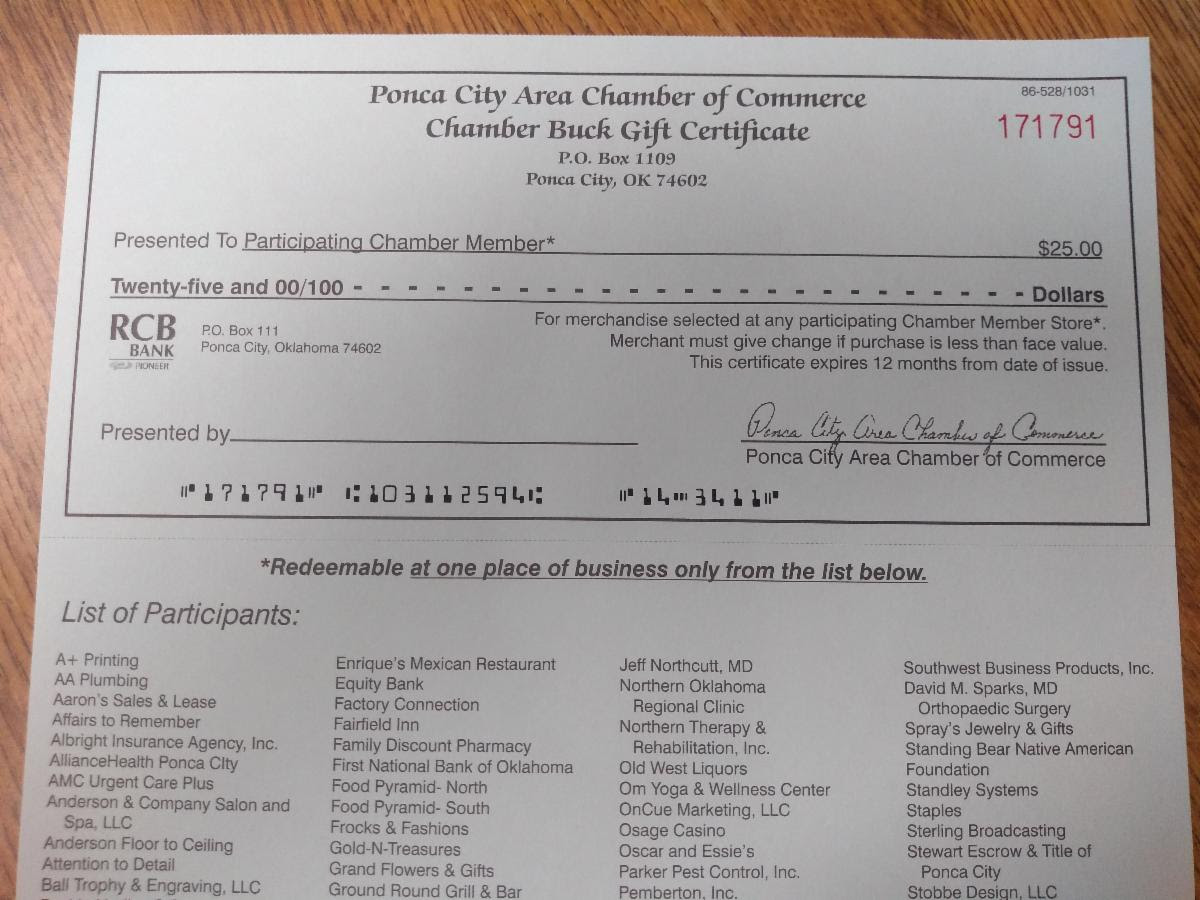 Ponca City Area Chamber of Commerce
86-528/1031
Chamber Buck Gift Certificate
171791
P.O. Box 1109
Ponca City, OK 74602
Presented To Participating Chamber Member*
$25.00
Twenty-five and 00/100 - - - - - - - - - - - - - - - - - - - - - - - - - Dollars
RCB
BANK
PIONEER
P.O. Box 111
Ponca City, Oklahoma 74602
For merchandise selected at any participating Chamber Member Store*.
Merchant must give change if purchase is less than face value.
This certificate expires 12 months from date of issue.
Presented by
Ponca City Area Chamber of Commerce
Ponca City Area Chamber of Commerce
⑈171791⑈ ⑆103112594⑆ ⑈14⑉3411⑈
*Redeemable at one place of business only from the list below.
List of Participants:
A+ Printing
AA Plumbing
Aaron's Sales & Lease
Affairs to Remember
Albright Insurance Agency, Inc.
AllianceHealth Ponca CIty
AMC Urgent Care Plus
Anderson & Company Salon and
Spa, LLC
Anderson Floor to Ceiling
Attention to Detail
Ball Trophy & Engraving, LLC
Enrique's Mexican Restaurant
Equity Bank
Factory Connection
Fairfield Inn
Family Discount Pharmacy
First National Bank of Oklahoma
Food Pyramid- North
Food Pyramid- South
Frocks & Fashions
Gold-N-Treasures
Grand Flowers & Gifts
Ground Round Grill & Bar
Jeff Northcutt, MD
Northern Oklahoma
Regional Clinic
Northern Therapy &
Rehabilitation, Inc.
Old West Liquors
Om Yoga & Wellness Center
OnCue Marketing, LLC
Osage Casino
Oscar and Essie's
Parker Pest Control, Inc.
Pemberton, Inc.
Southwest Business Products, Inc.
David M. Sparks, MD
Orthopaedic Surgery
Spray's Jewelry & Gifts
Standing Bear Native American
Foundation
Standley Systems
Staples
Sterling Broadcasting
Stewart Escrow & Title of
Ponca City
Stobbe Design, LLC